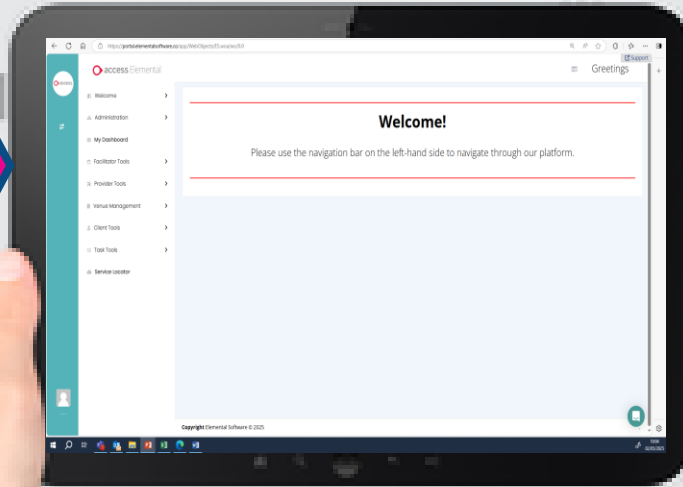 access Elemental
Support
Greetings
Welcome
Administration
My Dashboard
Facilitator Tools
Provider Tools
Venue Management
Client Tools
Task Tools
Service Locator
Welcome!
Please use the navigation bar on the left-hand side to navigate through our platform.
Copyright Elemental Software © 2025